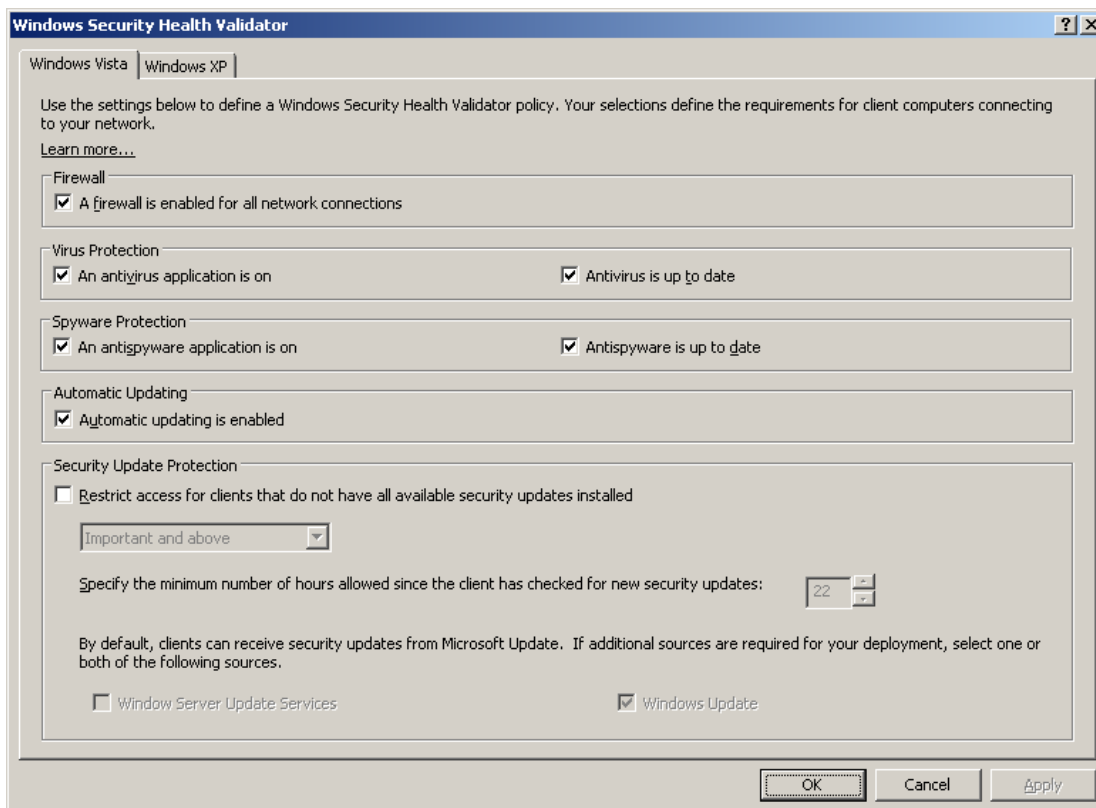 Windows Security Health Validator
Windows Vista
Windows XP
Use the settings below to define a Windows Security Health Validator policy. Your selections define the requirements for client computers connecting
to your network.
Learn more...
Firewall
A firewall is enabled for all network connections
Virus Protection
An antivirus application is on
Antivirus is up to date
Spyware Protection
An antispyware application is on
Antispyware is up to date
Automatic Updating
Automatic updating is enabled
Security Update Protection
Restrict access for clients that do not have all available security updates installed
Important and above
Specify the minimum number of hours allowed since the client has checked for new security updates:
22
By default, clients can receive security updates from Microsoft Update. If additional sources are required for your deployment, select one or
both of the following sources.
Window Server Update Services
Windows Update
OK
Cancel
Apply